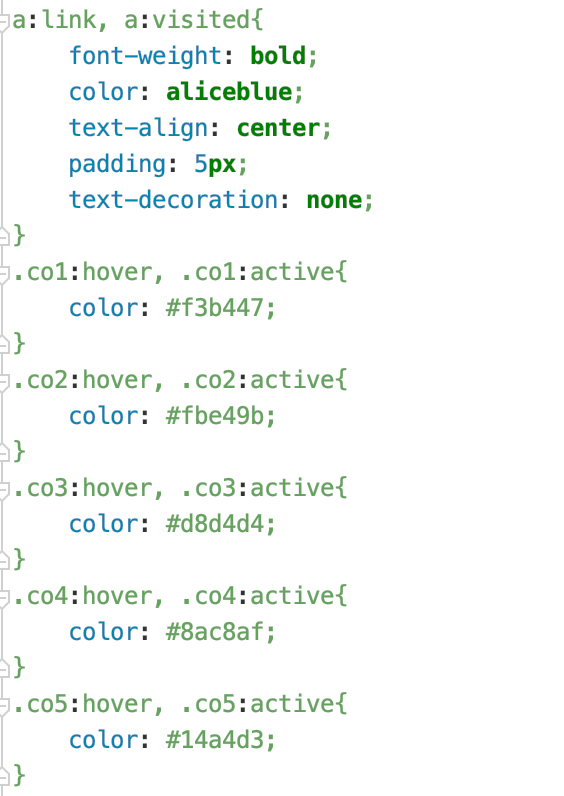 a:link, a:visited{
    font-weight: bold;
    color: aliceblue;
    text-align: center;
    padding: 5px;
    text-decoration: none;
}
.co1:hover, .co1:active{
    color: #f3b447;
}
.co2:hover, .co2:active{
    color: #fbe49b;
}
.co3:hover, .co3:active{
    color: #d8d4d4;
}
.co4:hover, .co4:active{
    color: #8ac8af;
}
.co5:hover, .co5:active{
    color: #14a4d3;
}